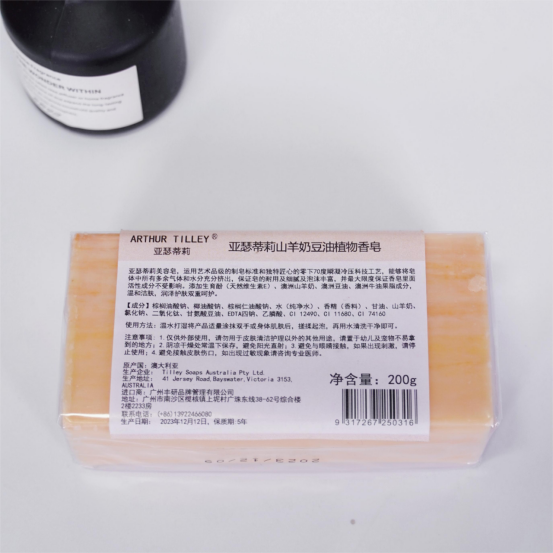 WONDER WITHIN
ARTHUR TILLEY®
亚瑟蒂莉
亚瑟蒂莉山羊奶豆油植物香皂
亚瑟蒂莉美容皂，运用艺术品级的制皂标准和独特匠心的零下70度瞬凝冷压科技工艺，能够将皂
体中所有多余气体和水分充分挤出，保证皂的耐用及细腻及泡沫丰富，并最大限度保证香皂里面
活性成分不受影响。添加生育酚（天然维生素E）、澳洲山羊奶、澳洲豆油、澳洲牛油果脂成分，
温和洁肤，润泽护肤双重呵护。
【成分】棕榈油酸钠、椰油酸钠、棕榈仁油酸钠、水（纯净水）、香精（香料）、甘油、山羊奶、
氯化钠、二氧化钛、甘氨酸豆油、EDTA四钠、乙膦酸、CI 12490、CI 11680、CI 74160
使用方法：温水打湿将产品适量涂抹双手或身体肌肤后，搓揉起泡，再用水清洗干净即可。
注意事项：1.仅供外部使用，请勿用于皮肤清洁护理以外的其他用途，请置于幼儿及宠物不易拿
到的地方；2.阴凉干燥处常温下保存，避免阳光直射；3.避免与眼睛接触，如果出现刺激，请停
止使用；4.避免接触皮肤伤口，如出现过敏现象请咨询专业医师。
原产国：澳大利亚
生产企业： Tilley Soaps Australia Pty Ltd
生产地址： 41 Jersey Road,Bayswater,Victoria 3153,
AUSTRALIA
进口商：广州丰研品牌管理有限公司
地址：广州市南沙区榄核镇上坭村广珠东线38-62号综合楼
2楼2233房
联系电话：(+86)13922466080
生产日期： 2023年12月12日，保质期:5年
净含量：200g
9 317267 250316